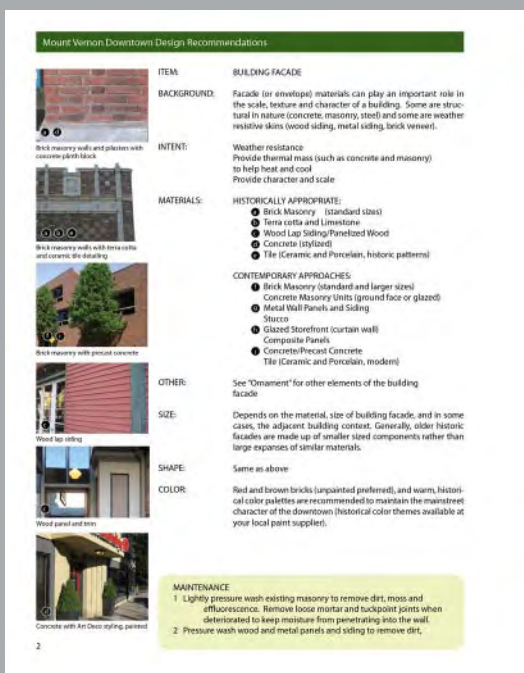 Mount Vernon Downtown Design Recommendations
ITEM: BUILDING FACADE
BACKGROUND: Facade (or envelope) materials can play an important role in
the scale, texture and character of a building. Some are struc-
tural in nature (concrete, masonry, steel) and some are weather
resistive skins (wood siding, metal siding, brick veneer).
INTENT: Weather resistance
Provide thermal mass (such as concrete and masonry)
to help heat and cool
Provide character and scale
MATERIALS: HISTORICALLY APPROPRIATE:
a Brick Masonry (standard sizes)
b Terra cotta and Limestone
c Wood Lap Siding/Panelized Wood
d Concrete (stylized)
e Tile (Ceramic and Porcelain, historic patterns)
CONTEMPORARY APPROACHES:
f Brick Masonry (standard and larger sizes)
Concrete Masonry Units (ground face or glazed)
g Metal Wall Panels and Siding
Stucco
h Glazed Storefront (curtain wall)
Composite Panels
i Concrete/Precast Concrete
Tile (Ceramic and Porcelain, modern)
OTHER: See "Ornament" for other elements of the building
facade
SIZE: Depends on the material, size of building facade, and in some
cases, the adjacent building context. Generally, older historic
facades are made up of smaller sized components rather than
large expanses of similar materials.
SHAPE: Same as above
COLOR: Red and brown bricks (unpainted preferred), and warm, histori-
cal color palettes are recommended to maintain the mainstreet
character of the downtown (historical color themes available at
your local paint supplier).
Brick masonry walls and pilasters with
concrete plinth block
Brick masonry walls with terra cotta
and ceramic tile detailing
Brick masonry with precast concrete
Wood lap siding
Wood panel and trim
Concrete with Art Deco styling, painted
MAINTENANCE
1 Lightly pressure wash existing masonry to remove dirt, moss and
effluorescence. Remove loose mortar and tuckpoint joints when
deteriorated to keep moisture from penetrating into the wall.
2 Pressure wash wood and metal panels and siding to remove dirt,
2